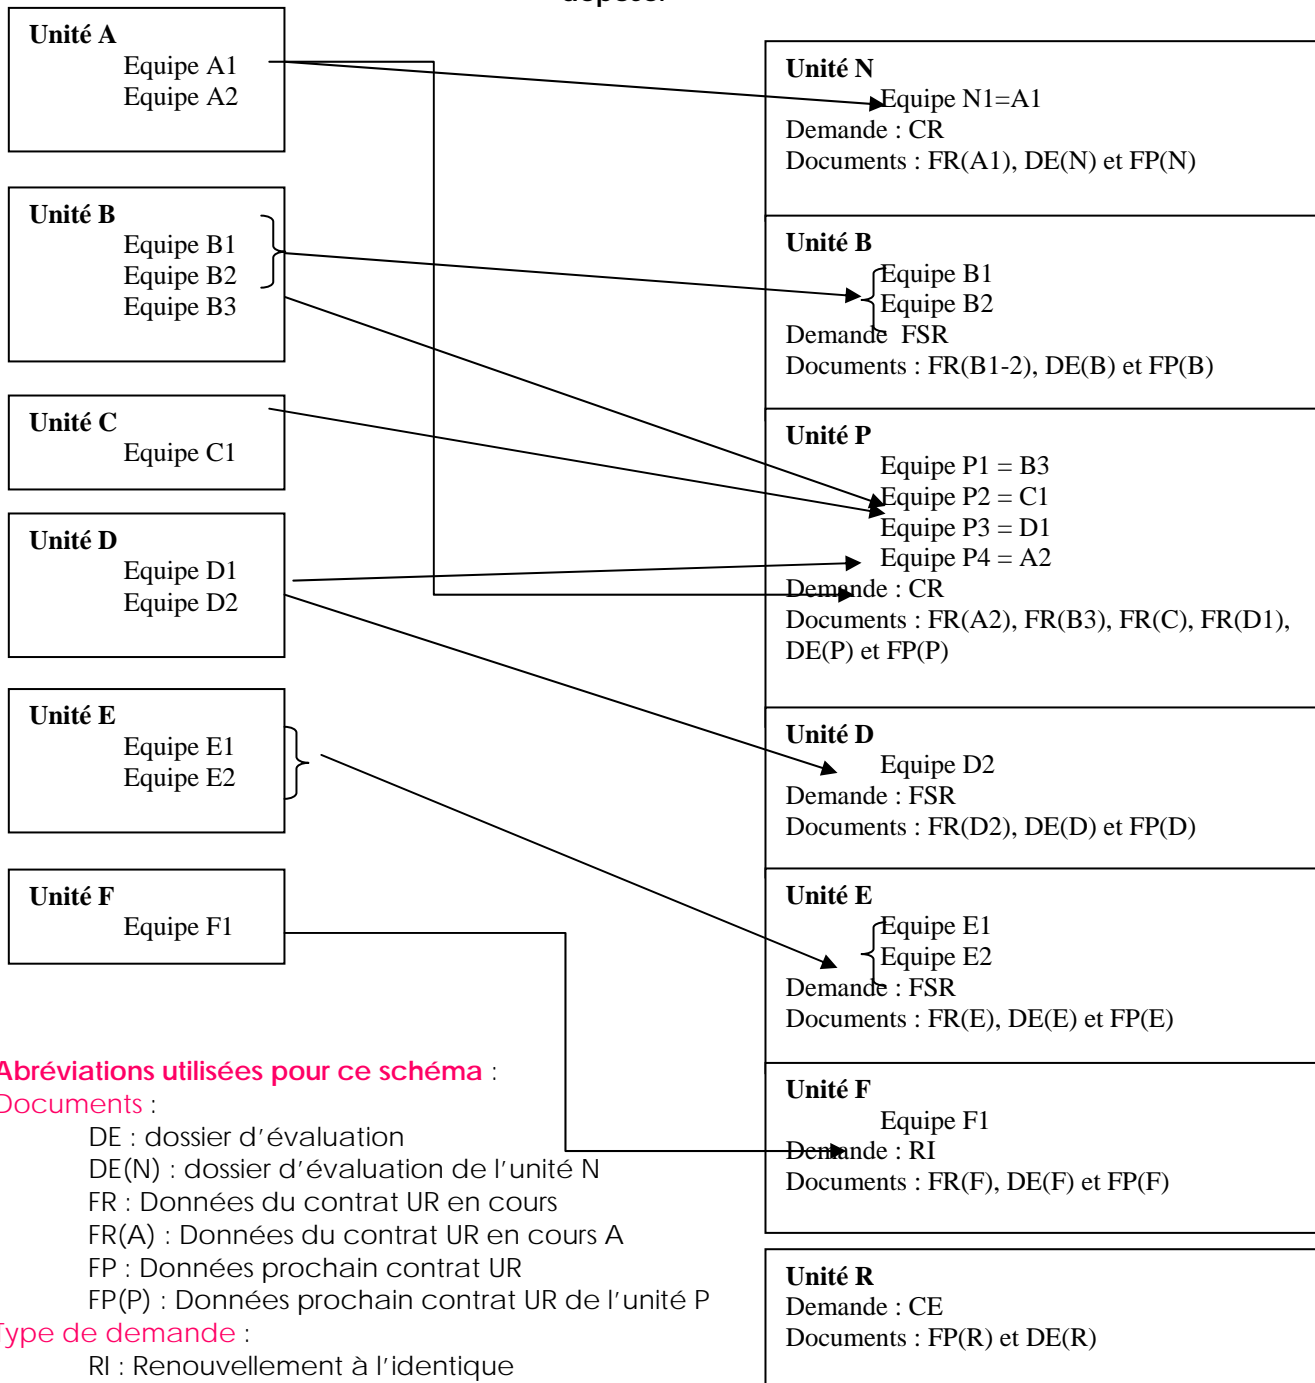 Unité A
Equipe A1
Equipe A2
Unité B
Equipe B1
Equipe B2
Equipe B3
Unité C
Equipe C1
Unité D
Equipe D1
Equipe D2
Unité E
Equipe E1
Equipe E2
Unité F
Equipe F1
Unité N
Equipe N1=A1
Demande : CR
Documents : FR(A1), DE(N) et FP(N)
Unité B
Equipe B1
Equipe B2
Demande FSR
Documents : FR(B1-2), DE(B) et FP(B)
Unité P
Equipe P1 = B3
Equipe P2 = C1
Equipe P3 = D1
Equipe P4 = A2
Demande : CR
Documents : FR(A2), FR(B3), FR(C), FR(D1),
DE(P) et FP(P)
Unité D
Equipe D2
Demande : FSR
Documents : FR(D2), DE(D) et FP(D)
Unité E
Equipe E1
Equipe E2
Demande : FSR
Documents : FR(E), DE(E) et FP(E)
Unité F
Equipe F1
Demande : RI
Documents : FR(F), DE(F) et FP(F)
Unité R
Demande : CE
Documents : FP(R) et DE(R)
Abréviations utilisées pour ce schéma :
Documents :
DE : dossier d'évaluation
DE(N) : dossier d'évaluation de l'unité N
FR : Données du contrat UR en cours
FR(A) : Données du contrat UR en cours A
FP : Données prochain contrat UR
FP(P) : Données prochain contrat UR de l'unité P
Type de demande :
RI : Renouvellement à l'identique